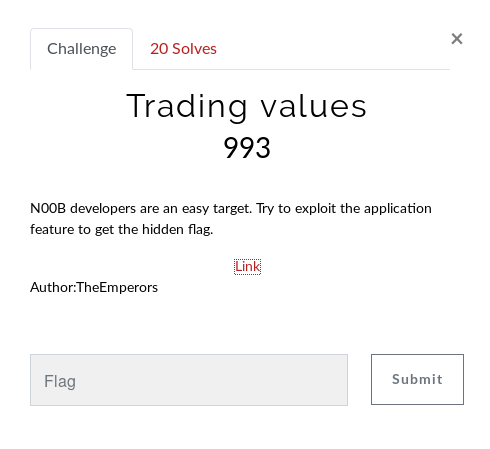 Challenge
20 Solves
×
Trading values
993
N00B developers are an easy target. Try to exploit the application
feature to get the hidden flag.
Link
Author:TheEmperors
Flag
Submit